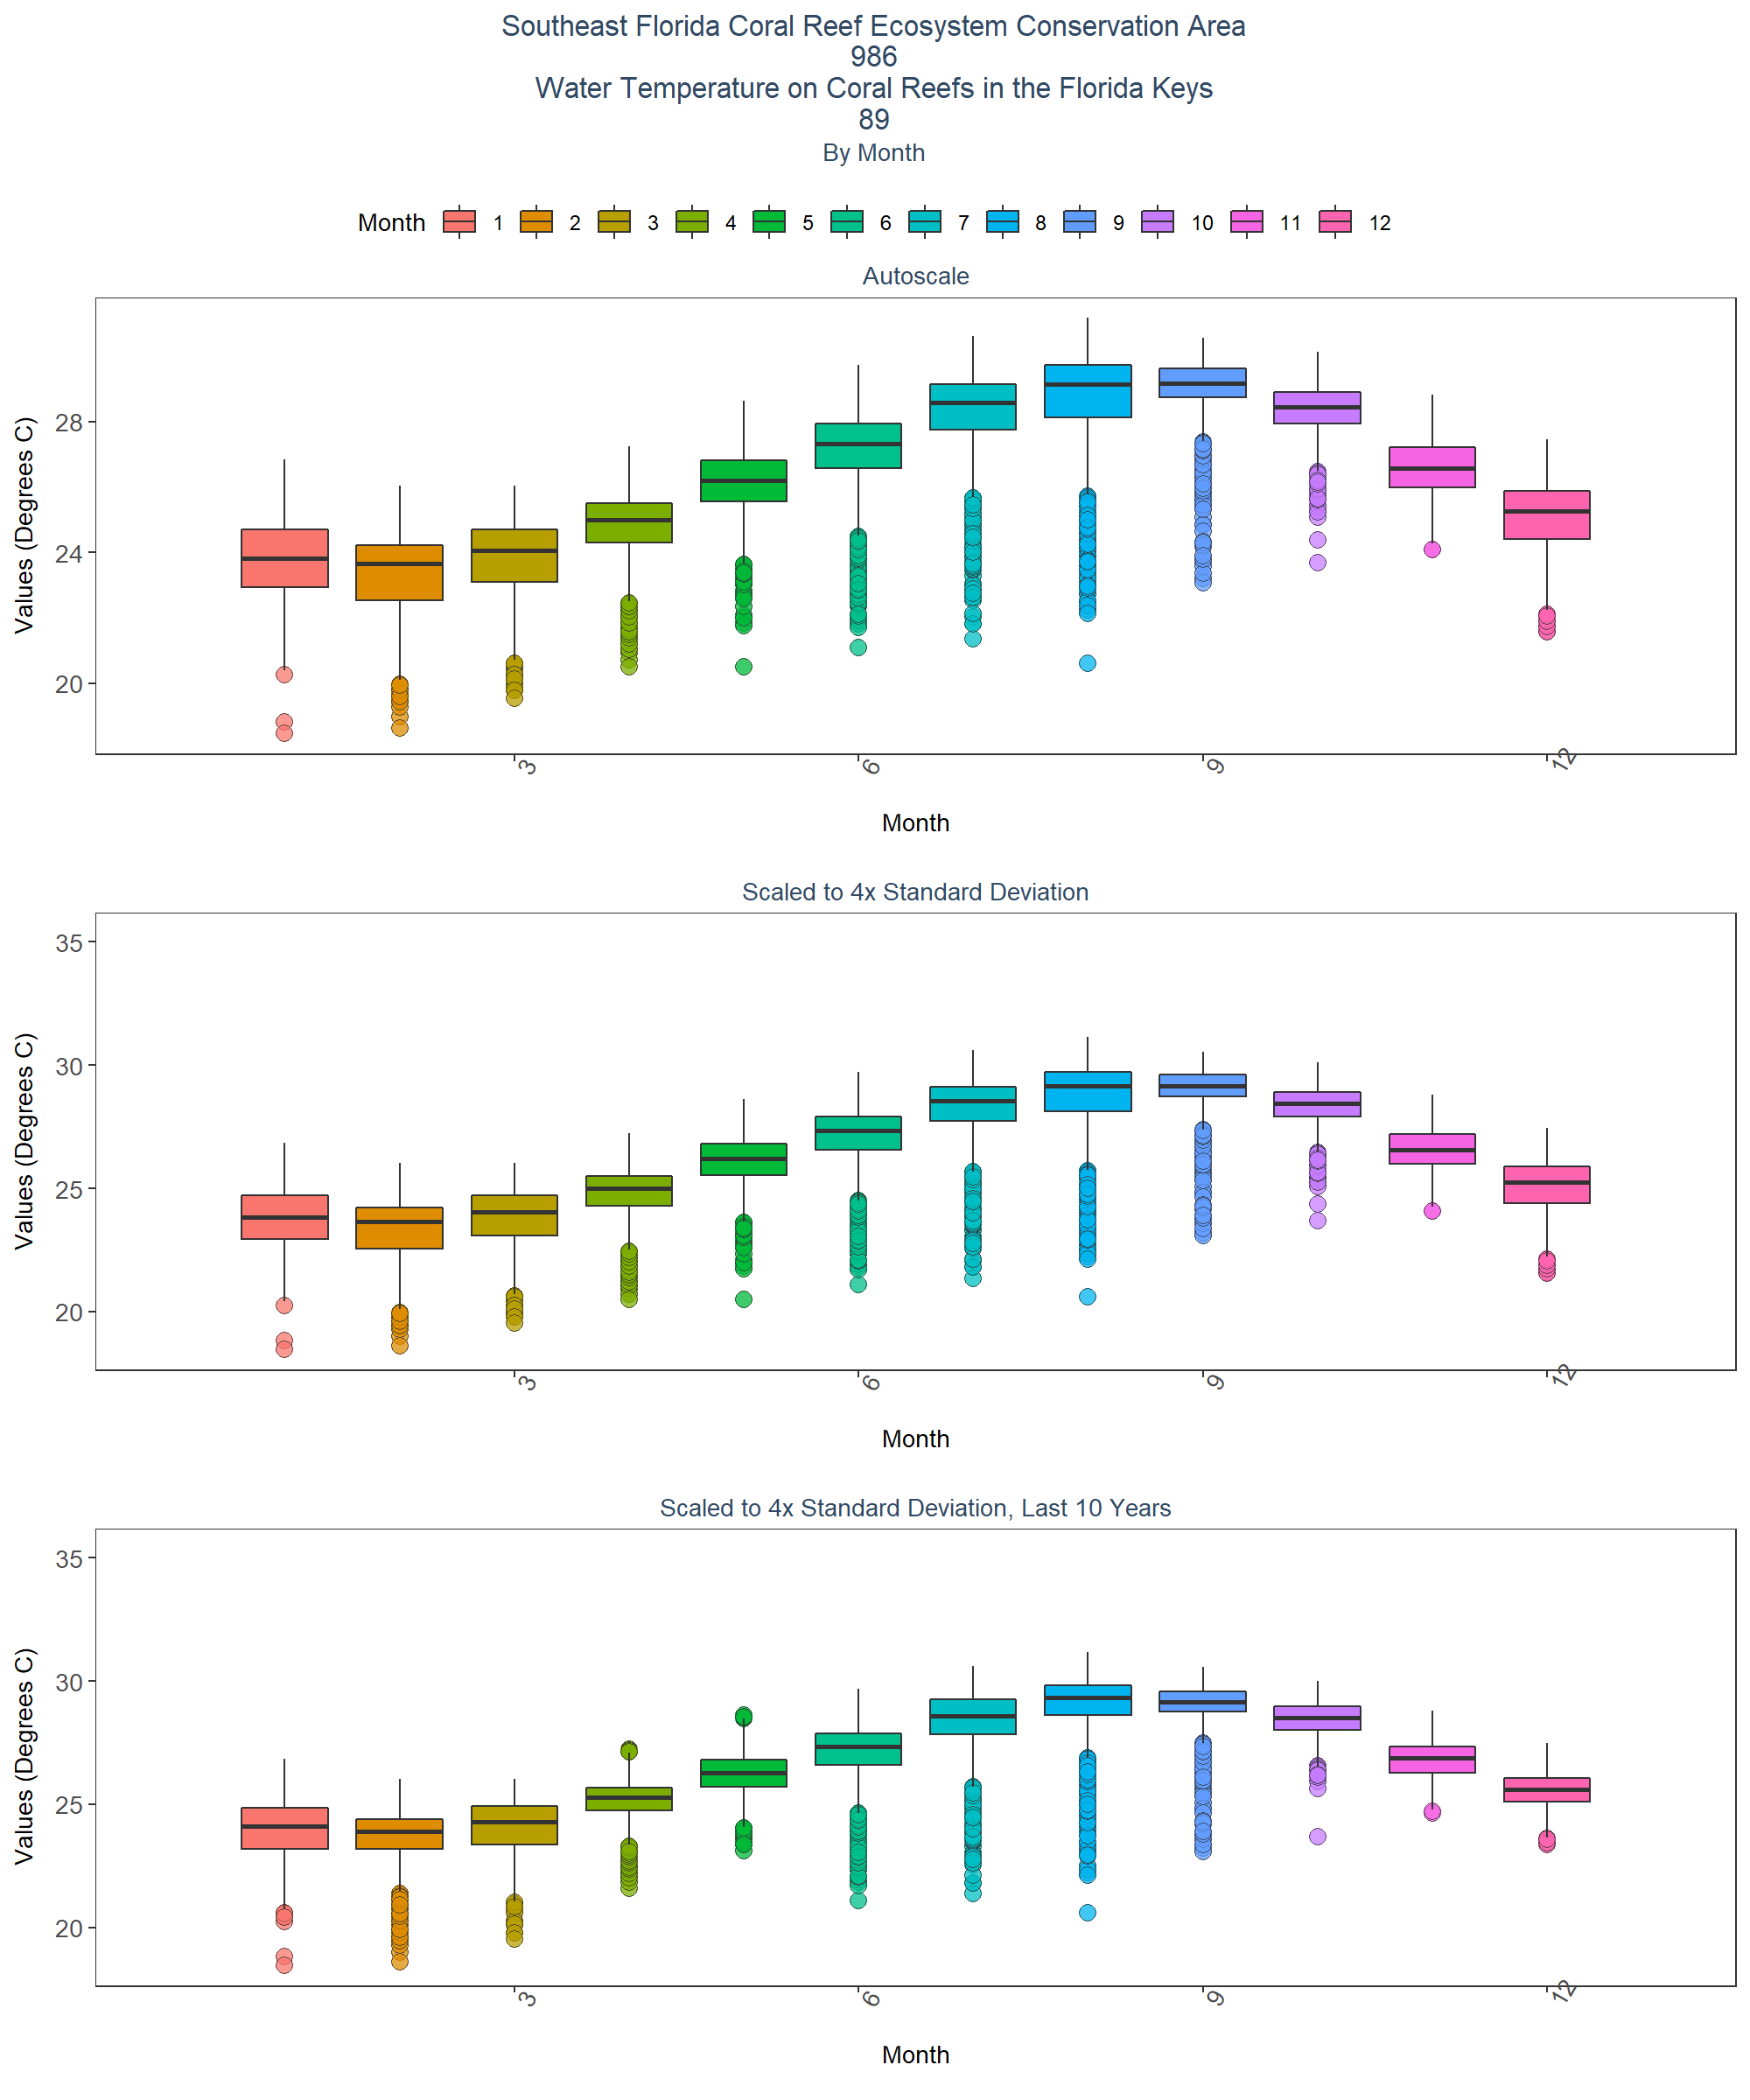 Southeast Florida Coral Reef Ecosystem Conservation Area
986
Water Temperature on Coral Reefs in the Florida Keys
89
By Month
Month 1 2 3 4 5 6 7 8 9 10 11 12
Autoscale
Values (Degrees C)
28
24
20
3 6 9 12
Month
Scaled to 4x Standard Deviation
Values (Degrees C)
35
30
25
20
3 6 9 12
Month
Scaled to 4x Standard Deviation, Last 10 Years
Values (Degrees C)
35
30
25
20
3 6 9 12
Month